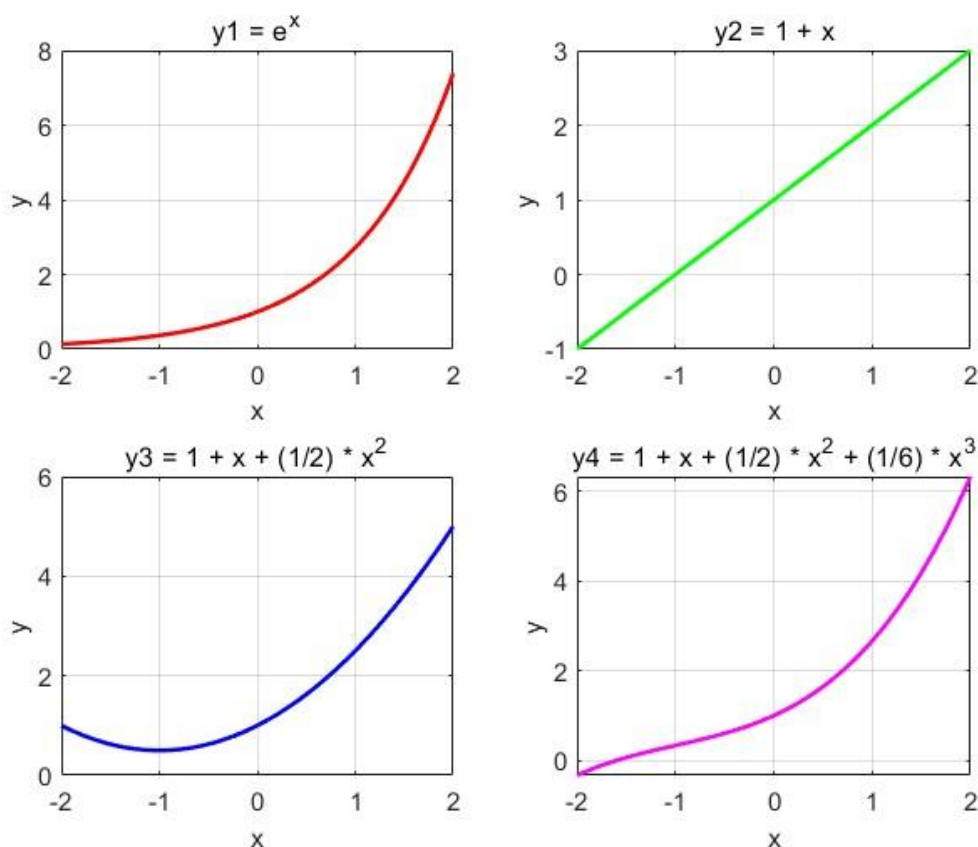 y1 = e^x
8
6
4
2
0
y
-2 -1 0 1 2
x
y2 = 1 + x
3
2
1
0
-1
y
-2 -1 0 1 2
x
y3 = 1 + x + (1/2) * x^2
6
4
2
0
y
-2 -1 0 1 2
x
y4 = 1 + x + (1/2) * x^2 + (1/6) * x^3
6
4
2
0
y
-2 -1 0 1 2
x